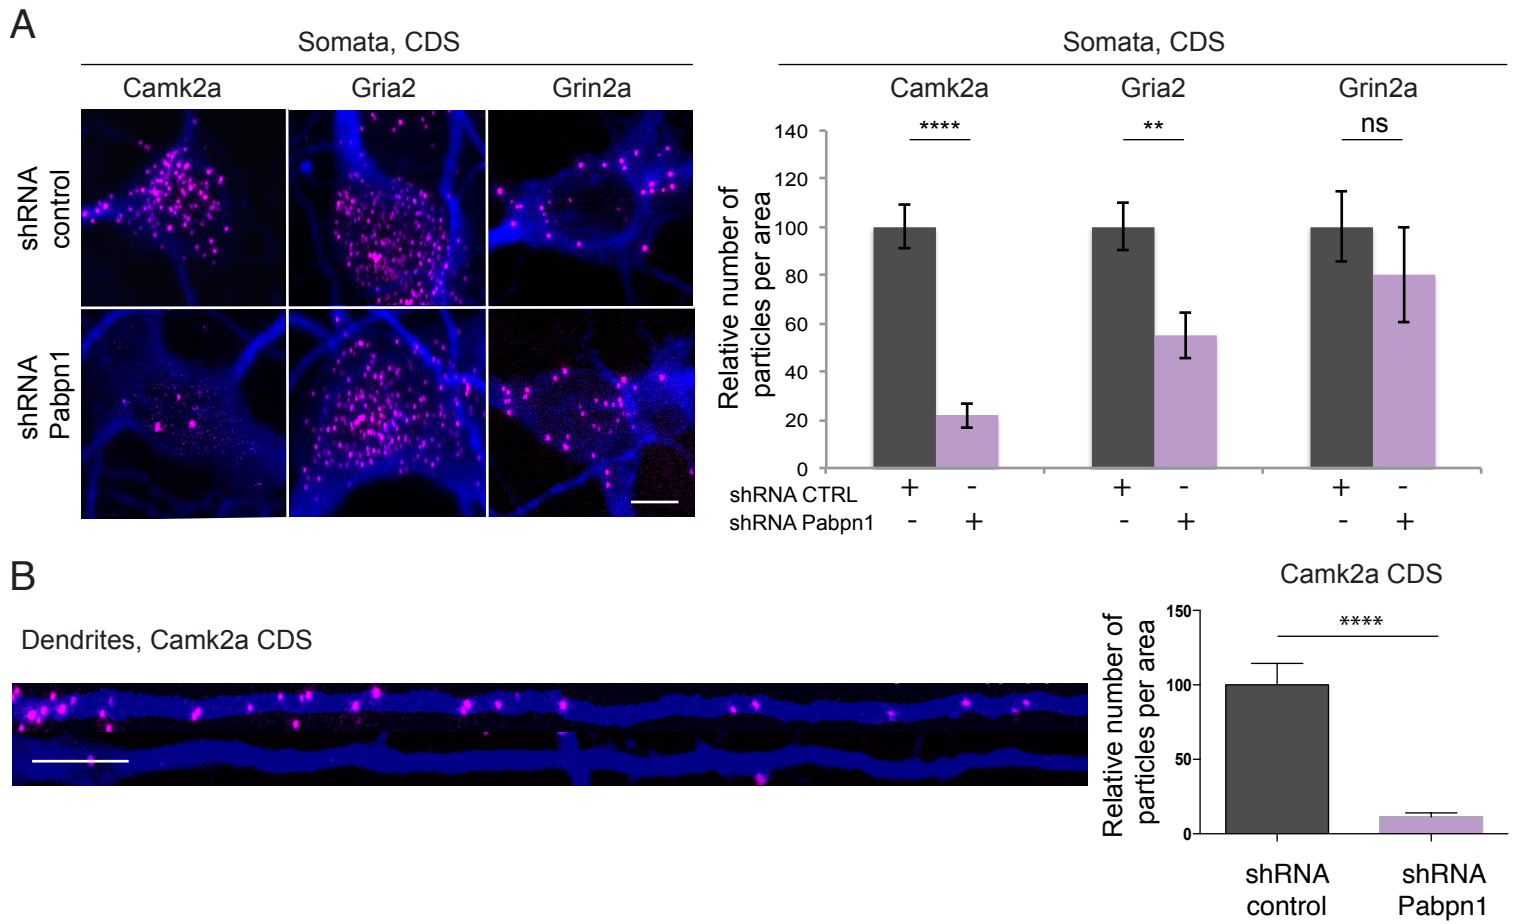 A
Somata, CDS
Camk2a Gria2 Grin2a
shRNA
control
shRNA
Pabpn1
Somata, CDS
Camk2a Gria2 Grin2a
**** ** ns
Relative number of
particles per area
140
120
100
80
60
40
20
0
shRNA CTRL + - + - + -
shRNA Pabpn1 - + - + - +
B
Dendrites, Camk2a CDS
Camk2a CDS
****
Relative number of
particles per area
150
100
50
0
shRNA
control
shRNA
Pabpn1